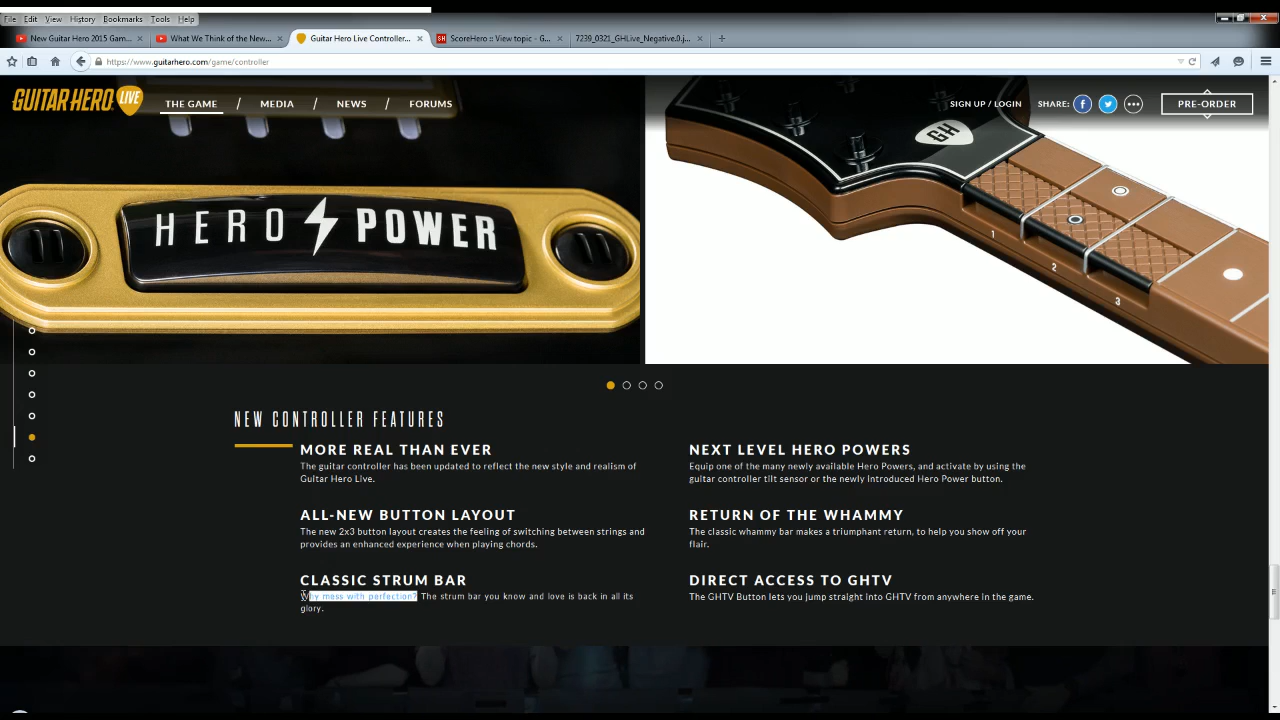 File Edit View History Bookmarks Tools Help
New Guitar Hero 2015 Gam... × What We Think of the New... × Guitar Hero Live Controller... × ScoreHero :: View topic - G... × 7239_0321_GHLive_Negative.0.j... ×
https://www.guitarhero.com/game/controller
GUITAR HERO LIVE THE GAME / MEDIA / NEWS / FORUMS SIGN UP / LOGIN SHARE: PRE-ORDER
GH
HERO POWER
1
2
3
NEW CONTROLLER FEATURES
MORE REAL THAN EVER
The guitar controller has been updated to reflect the new style and realism of
Guitar Hero Live.
ALL-NEW BUTTON LAYOUT
The new 2x3 button layout creates the feeling of switching between strings and
provides an enhanced experience when playing chords.
CLASSIC STRUM BAR
Why mess with perfection? The strum bar you know and love is back in all its
glory.
NEXT LEVEL HERO POWERS
Equip one of the many newly available Hero Powers, and activate by using the
guitar controller tilt sensor or the newly introduced Hero Power button.
RETURN OF THE WHAMMY
The classic whammy bar makes a triumphant return, to help you show off your
flair.
DIRECT ACCESS TO GHTV
The GHTV Button lets you jump straight into GHTV from anywhere in the game.